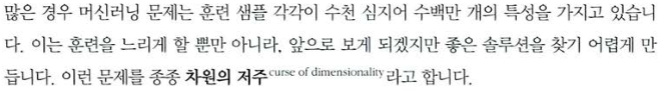 많은 경우 머신러닝 문제는 훈련 샘플 각각이 수천 심지어 수백만 개의 특성을 가지고 있습니
다. 이는 훈련을 느리게 할 뿐만 아니라, 앞으로 보게 되겠지만 좋은 솔루션을 찾기 어렵게 만
듭니다. 이런 문제를 종종 차원의 저주curse of dimensionality라고 합니다.